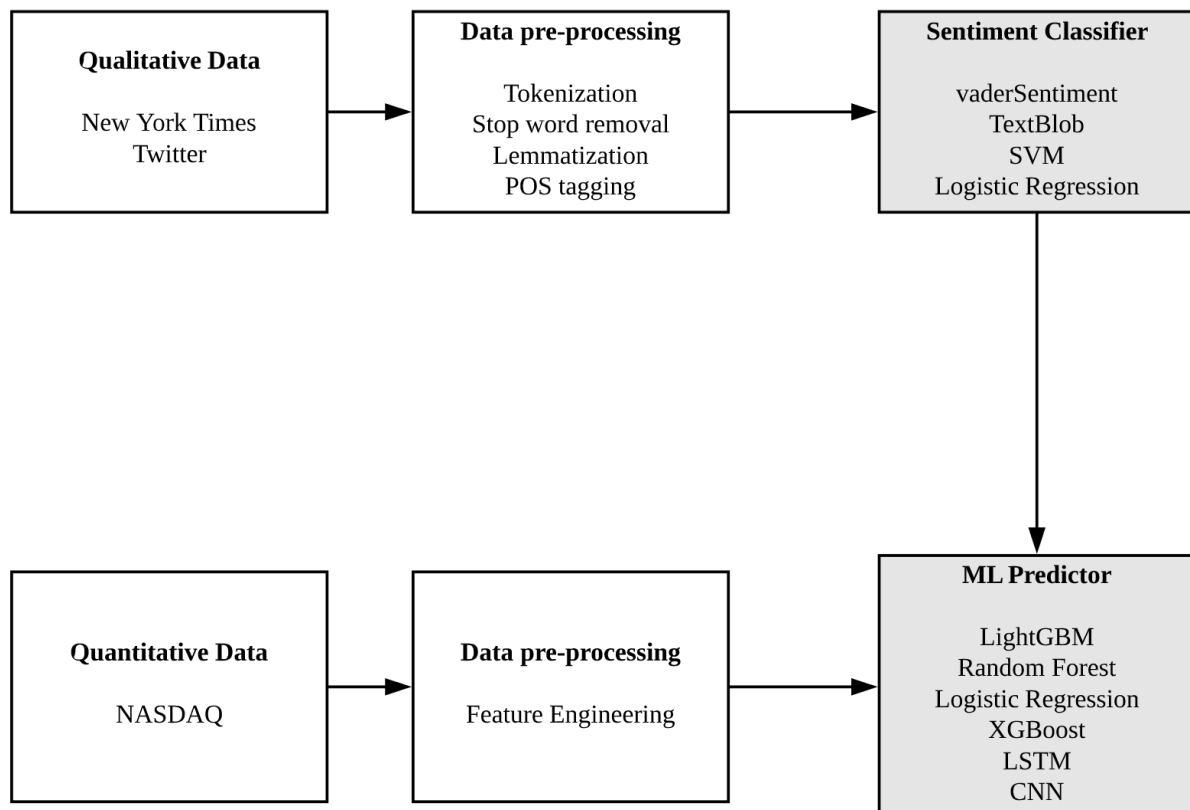 Qualitative Data
New York Times
Twitter
Data pre-processing
Tokenization
Stop word removal
Lemmatization
POS tagging
Sentiment Classifier
vaderSentiment
TextBlob
SVM
Logistic Regression
Quantitative Data
NASDAQ
Data pre-processing
Feature Engineering
ML Predictor
LightGBM
Random Forest
Logistic Regression
XGBoost
LSTM
CNN